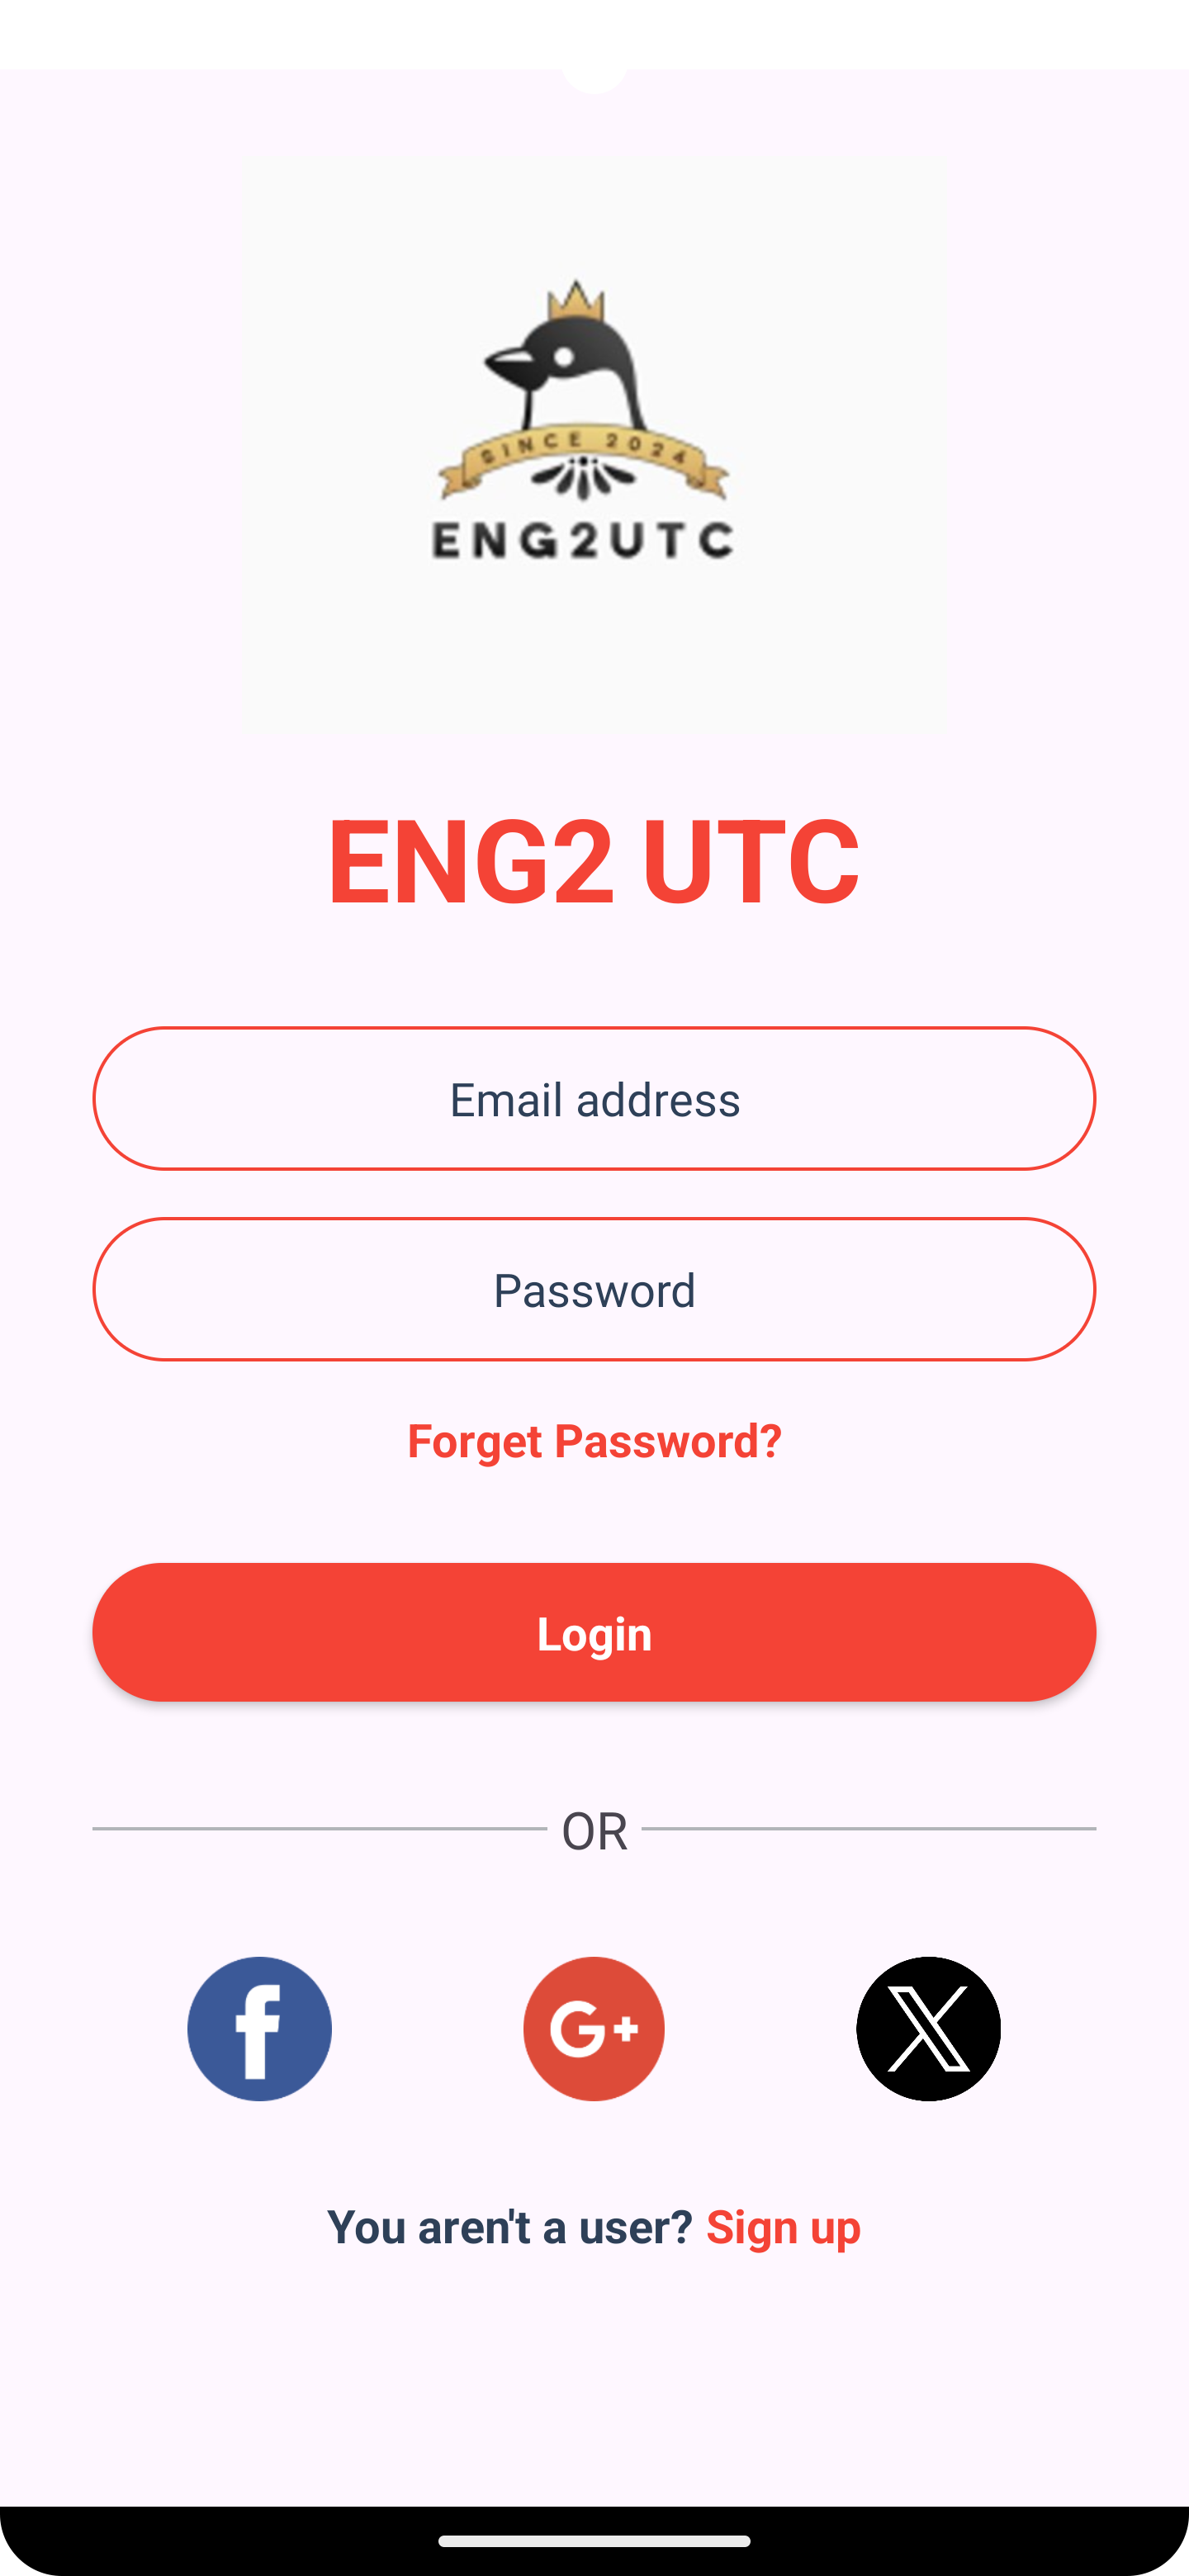 SINCE 2024
ENG2UTC
ENG2 UTC
Email address
Password
Forget Password?
Login
OR
f G+ X
You aren't a user? Sign up